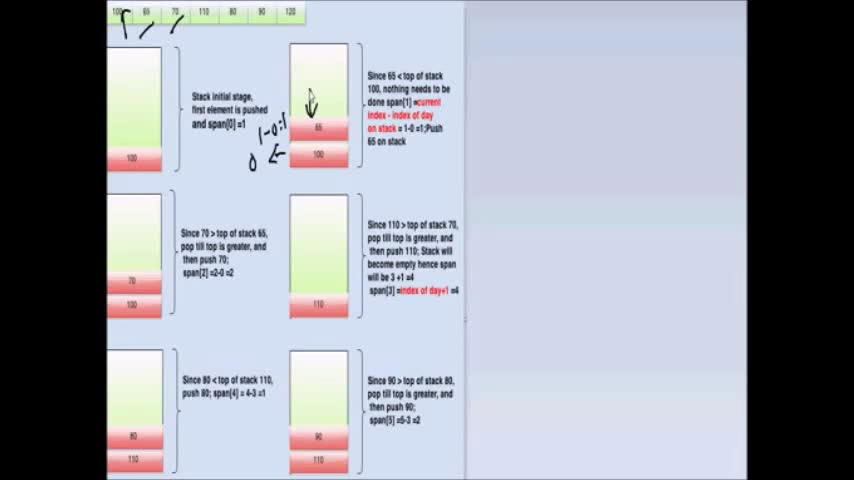 100 65 70 110 80 90 120
Stack initial stage,
first element is pushed
and span[0] =1
100
1-0=1
0
65
100
Since 65 < top of stack
100, nothing needs to be
done span[1] =current
index - index of day
on stack = 1-0 =1;Push
65 on stack
70
100
Since 70 > top of stack 65,
pop till top is greater, and
then push 70;
span[2] =2-0 =2
110
Since 110 > top of stack 70,
pop till top is greater, and
then push 110; Stack will
become empty hence span
will be 3 +1 =4
span[3] =index of day+1 =4
80
110
Since 80 < top of stack 110,
push 80; span[4] = 4-3 =1
90
110
Since 90 > top of stack 80,
pop till top is greater, and
then push 90;
span[5] =5-3 =2